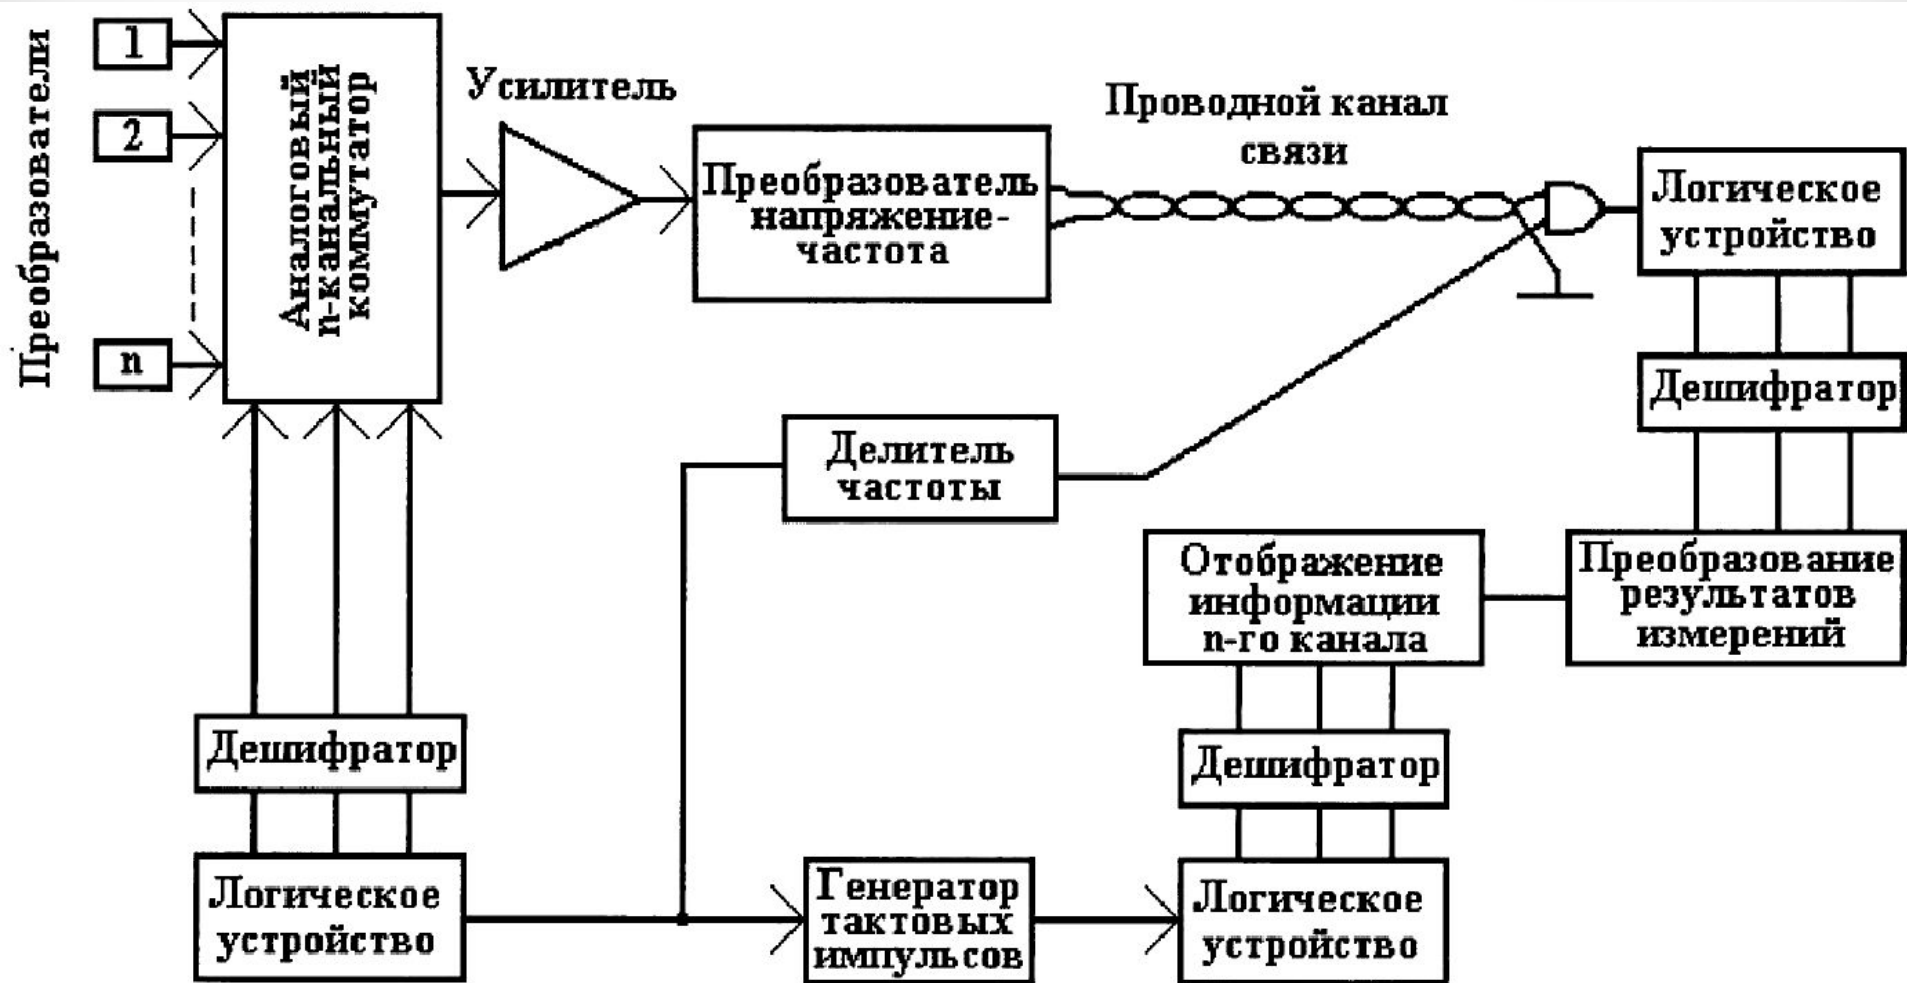 Преобразователи
1
2
n
Аналоговый
n-канальный
коммутатор
Усилитель
Преобразователь
напряжение-
частота
Проводной канал
связи
Логическое
устройство
Дешифратор
Делитель
частоты
Отображение
информации
n-го канала
Преобразование
результатов
измерений
Дешифратор
Дешифратор
Логическое
устройство
Генератор
тактовых
импульсов
Логическое
устройство